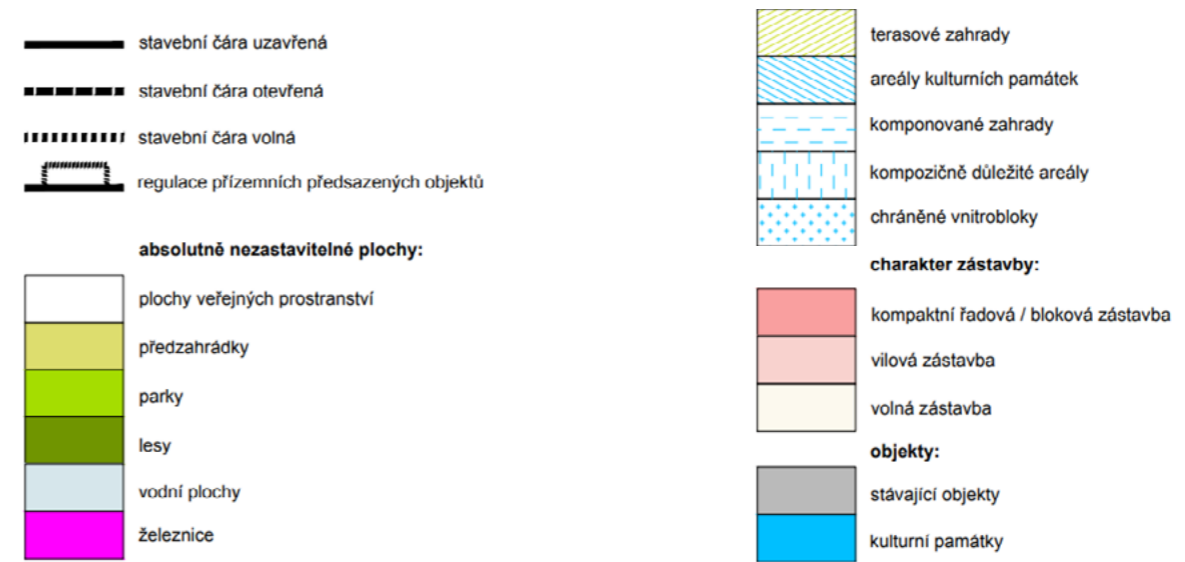 stavební čára uzavřená
stavební čára otevřená
stavební čára volná
regulace přízemních předsazených objektů
absolutně nezastavitelné plochy:
plochy veřejných prostranství
předzahrádky
parky
lesy
vodní plochy
železnice
terasové zahrady
areály kulturních památek
komponované zahrady
kompozičně důležité areály
chráněné vnitrobloky
charakter zástavby:
kompaktní řadová / bloková zástavba
vilová zástavba
volná zástavba
objekty:
stávající objekty
kulturní památky